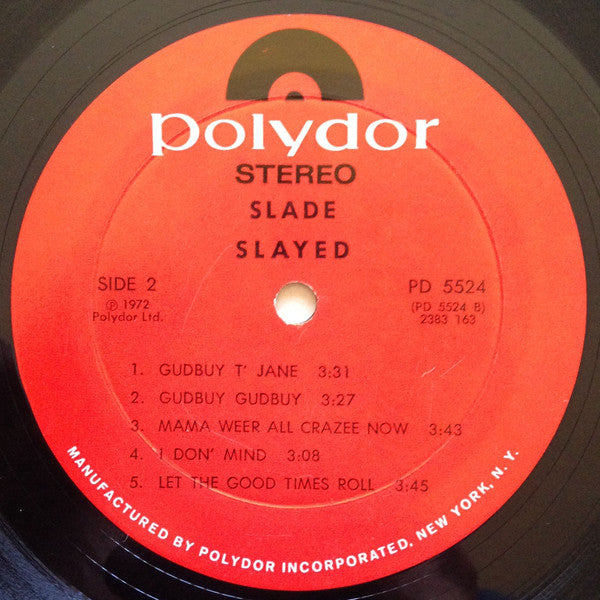 polydor
STEREO
SLADE
SLAYED
SIDE 2
℗ 1972
Polydor Ltd.
PD 5524
(PD 5524 B)
2383 163
1. GUDBUY T' JANE 3:31
2. GUDBUY GUDBUY 3:27
3. MAMA WEER ALL CRAZEE NOW 3:43
4. I DON' MIND 3:08
5. LET THE GOOD TIMES ROLL 3:45
MANUFACTURED BY POLYDOR INCORPORATED, NEW YORK, N. Y.